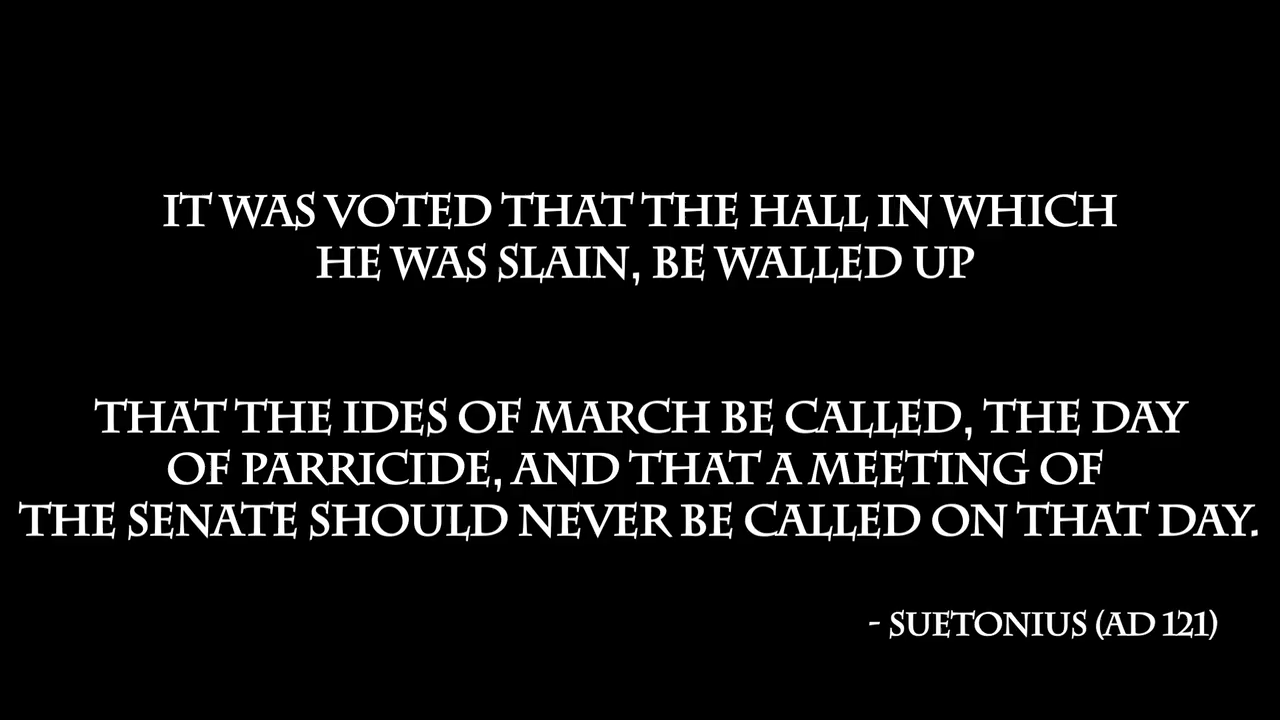 IT WAS VOTED THAT THE HALL IN WHICH
HE WAS SLAIN, BE WALLED UP
THAT THE IDES OF MARCH BE CALLED, THE DAY
OF PARRICIDE, AND THAT A MEETING OF
THE SENATE SHOULD NEVER BE CALLED ON THAT DAY.
- SUETONIUS (AD 121)